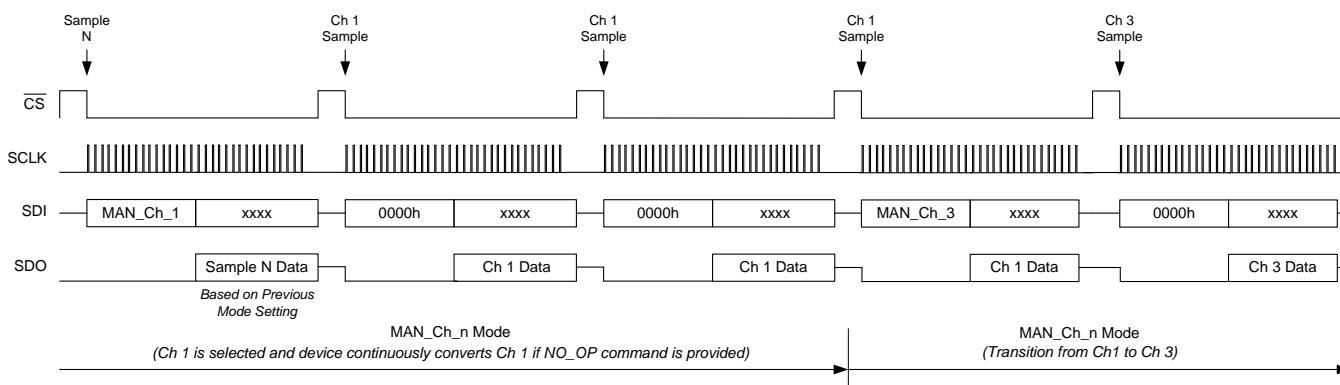 Sample
N
Ch 1
Sample
Ch 1
Sample
Ch 1
Sample
Ch 3
Sample
CS
SCLK
SDI
MAN_Ch_1
xxxx
0000h
xxxx
0000h
xxxx
MAN_Ch_3
xxxx
0000h
xxxx
SDO
Sample N Data
Ch 1 Data
Ch 1 Data
Ch 1 Data
Ch 3 Data
Based on Previous
Mode Setting
MAN_Ch_n Mode
(Ch 1 is selected and device continuously converts Ch 1 if NO_OP command is provided)
MAN_Ch_n Mode
(Transition from Ch1 to Ch 3)